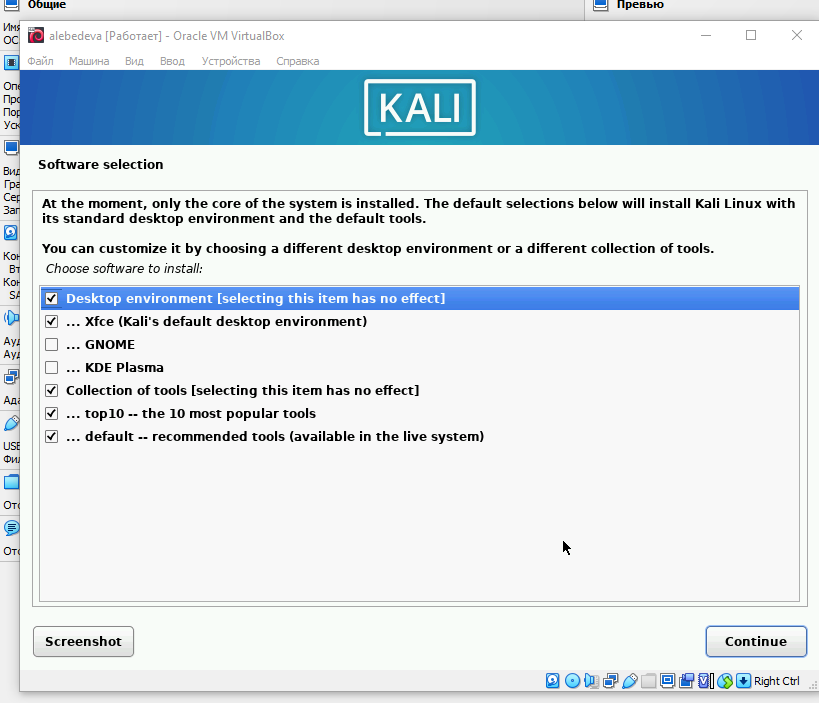 Общие
Превью
alebedeva [Работает] - Oracle VM VirtualBox
Файл Машина Вид Ввод Устройства Справка
KALI
Software selection
At the moment, only the core of the system is installed. The default selections below will install Kali Linux with
its standard desktop environment and the default tools.
You can customize it by choosing a different desktop environment or a different collection of tools.
Choose software to install:
Desktop environment [selecting this item has no effect]
... Xfce (Kali's default desktop environment)
... GNOME
... KDE Plasma
Collection of tools [selecting this item has no effect]
... top10 -- the 10 most popular tools
... default -- recommended tools (available in the live system)
Screenshot
Continue
Right Ctrl